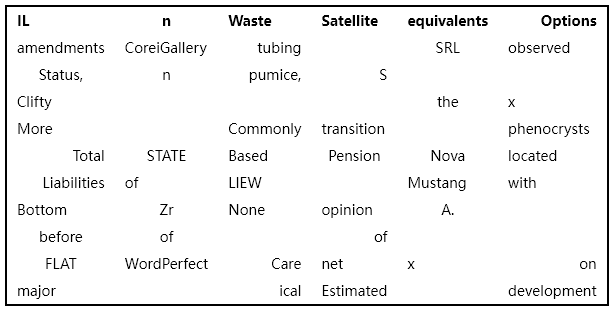 IL n Waste Satellite equivalents Options
amendments CoreiGallery tubing SRL observed
Status, n pumice, S
Clifty the x
More Commonly transition phenocrysts
Total STATE Based Pension Nova located
Liabilities of LIEW Mustang with
Bottom Zr None opinion A.
before of of
FLAT WordPerfect Care net x on
major ical Estimated development